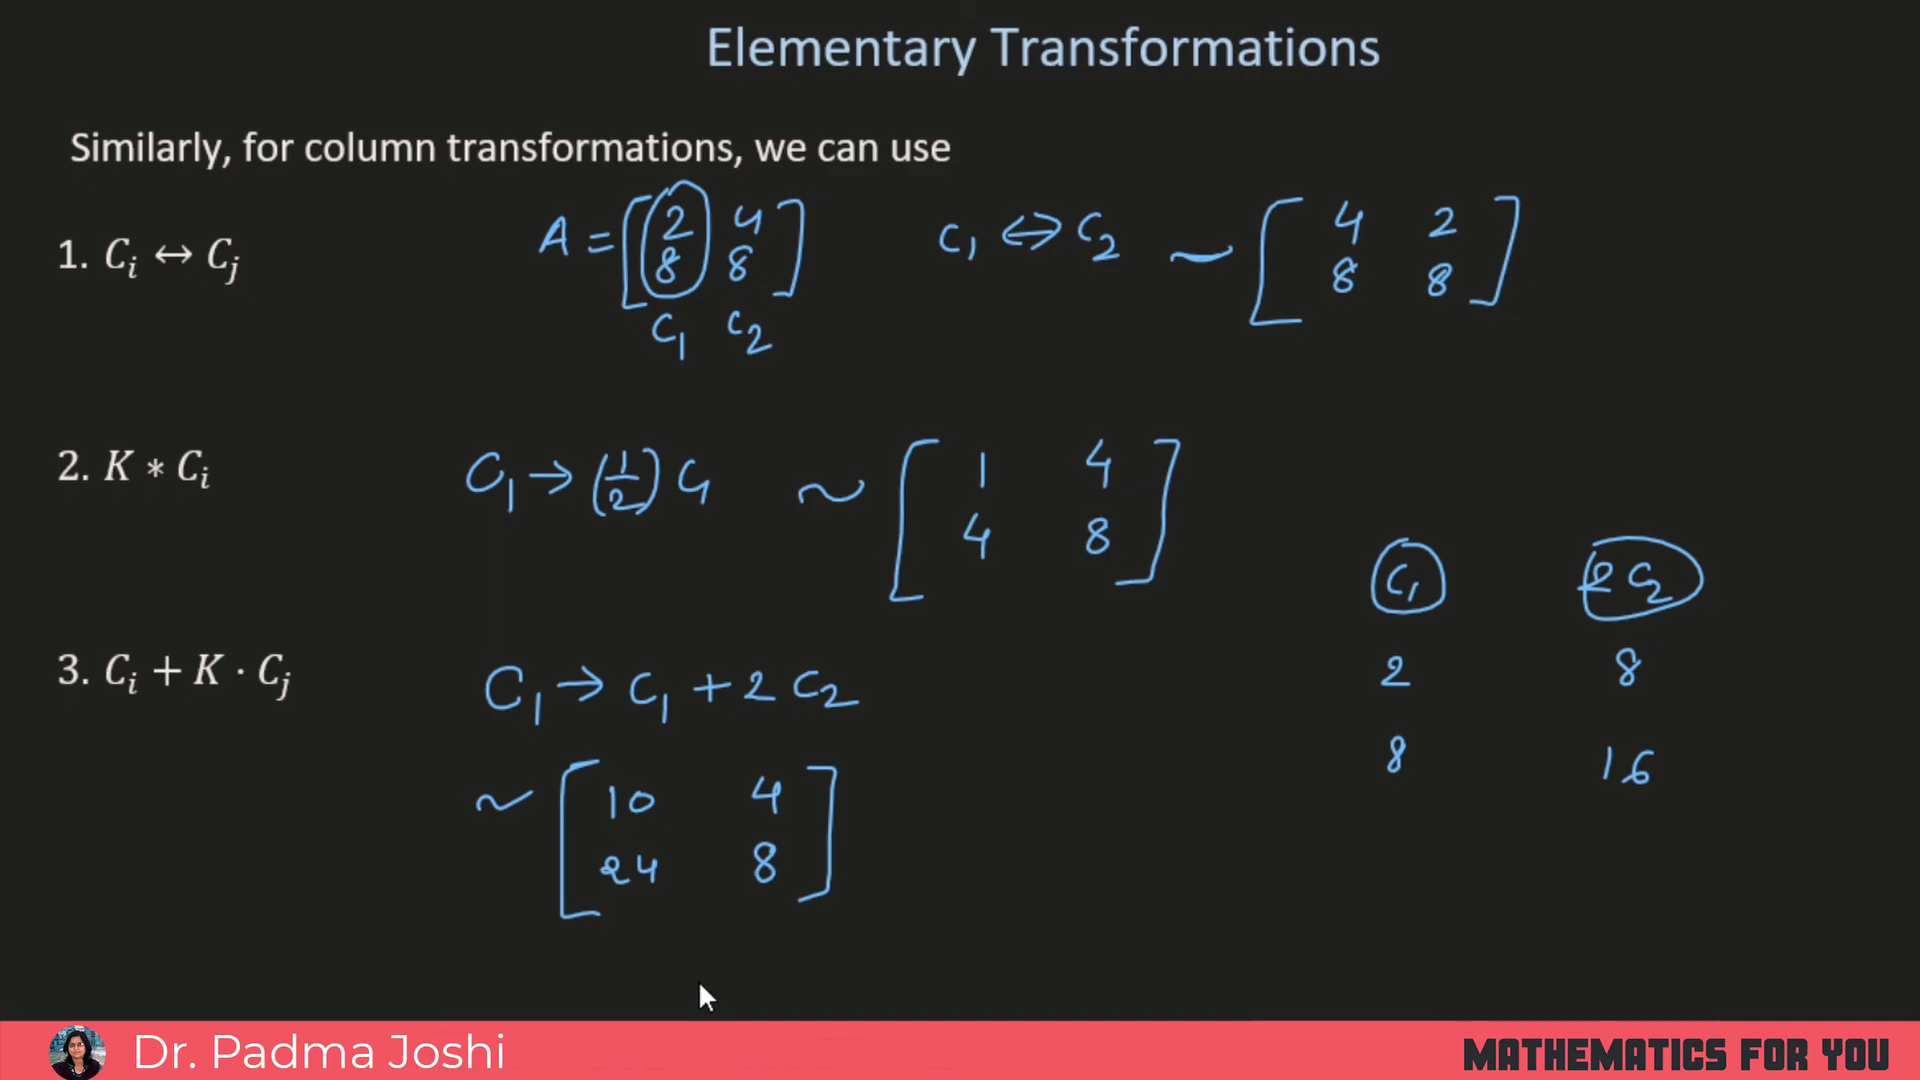 Elementary Transformations
Similarly, for column transformations, we can use
1. Cᵢ ↔ Cⱼ
A = [2 4
8 8]
C₁ C₂
C₁ ⇔ C₂ ~ [4 2
8 8]
2. K * Cᵢ
C₁ → (1/2) C₁ ~ [1 4
4 8]
C₁ 2C₂
2 8
8 16
3. Cᵢ + K · Cⱼ
C₁ → C₁ + 2 C₂
~ [10 4
24 8]
Dr. Padma Joshi
MATHEMATICS FOR YOU